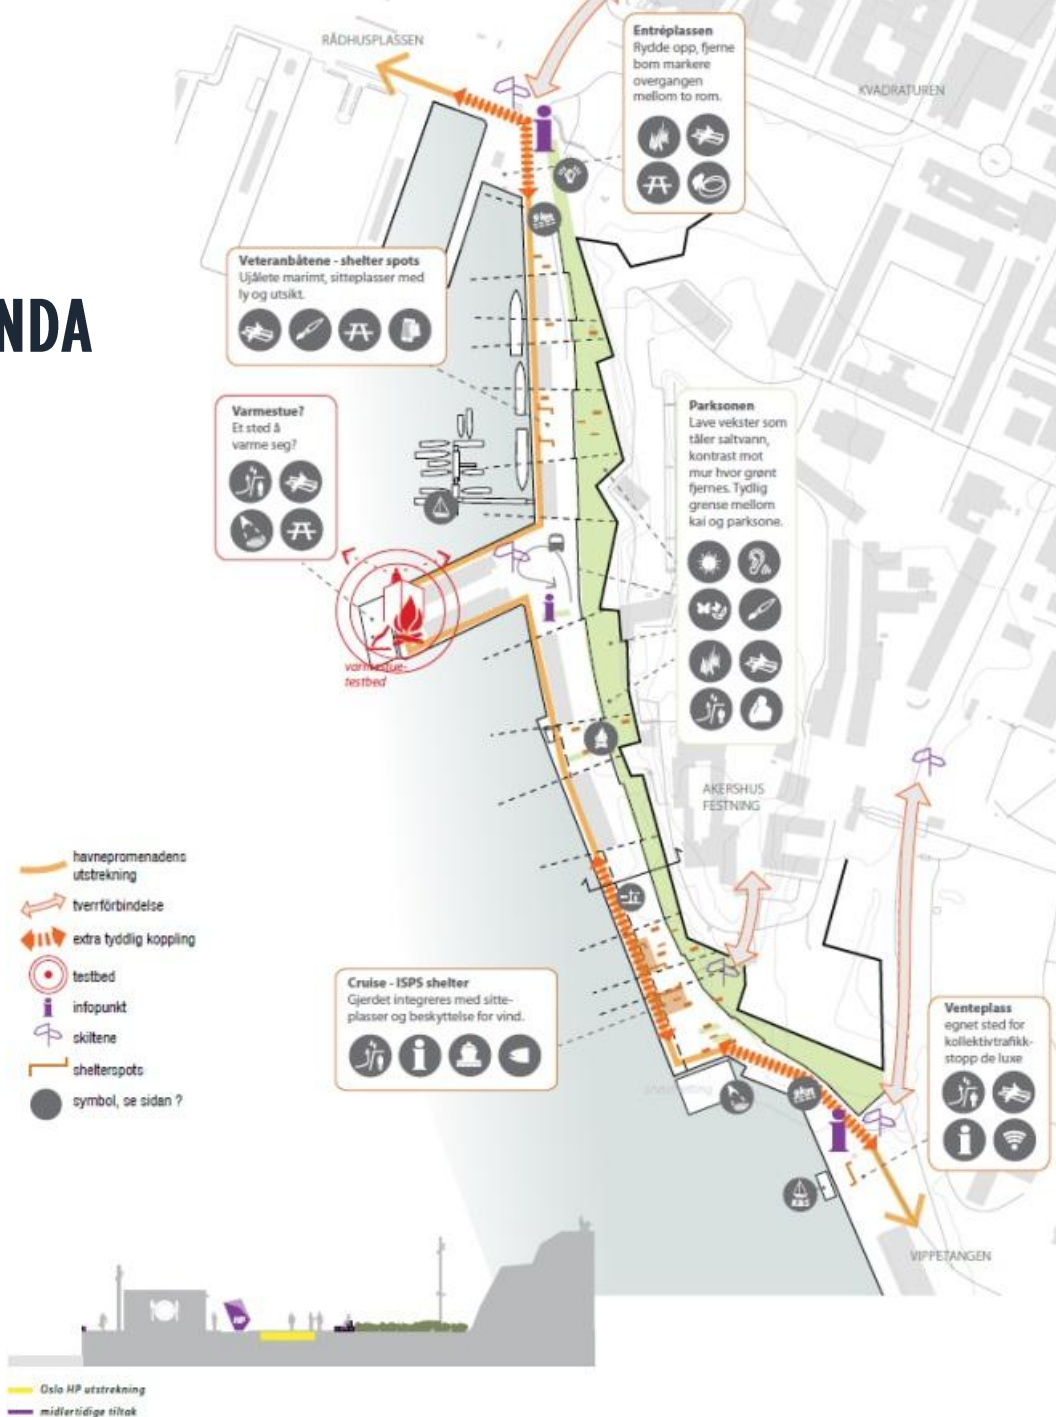 RÅDHUSPLASSEN
Entréplassen
Rydde opp, fjerne
bom markere
overgangen
mellom to rom.
KVADRATUREN
Veteranbåtene - shelter spots
Ujålete marimt, sitteplasser med
ly og utsikt.
NDA
Varmestue?
Et sted å
varme seg?
Parksonen
Lave vekster som
tåler saltvann,
kontrast mot
mur hvor grønt
fjernes. Tydlig
grense mellom
kai og parksone.
varmestue-
testbed
AKERSHUS
FESTNING
havnepromenadens
utstrekning
tverrförbindelse
extra tyddlig koppling
testbed
infopunkt
skiltene
shelterspots
symbol, se sidan ?
Cruise - ISPS shelter
Gjerdet integreres med sitte-
plasser og beskyttelse for vind.
Venteplass
egnet sted for
kollektivtrafikk-
stopp de luxe
VIPPETANGEN
HP
Oslo HP utstrekning
midlertidige tiltak